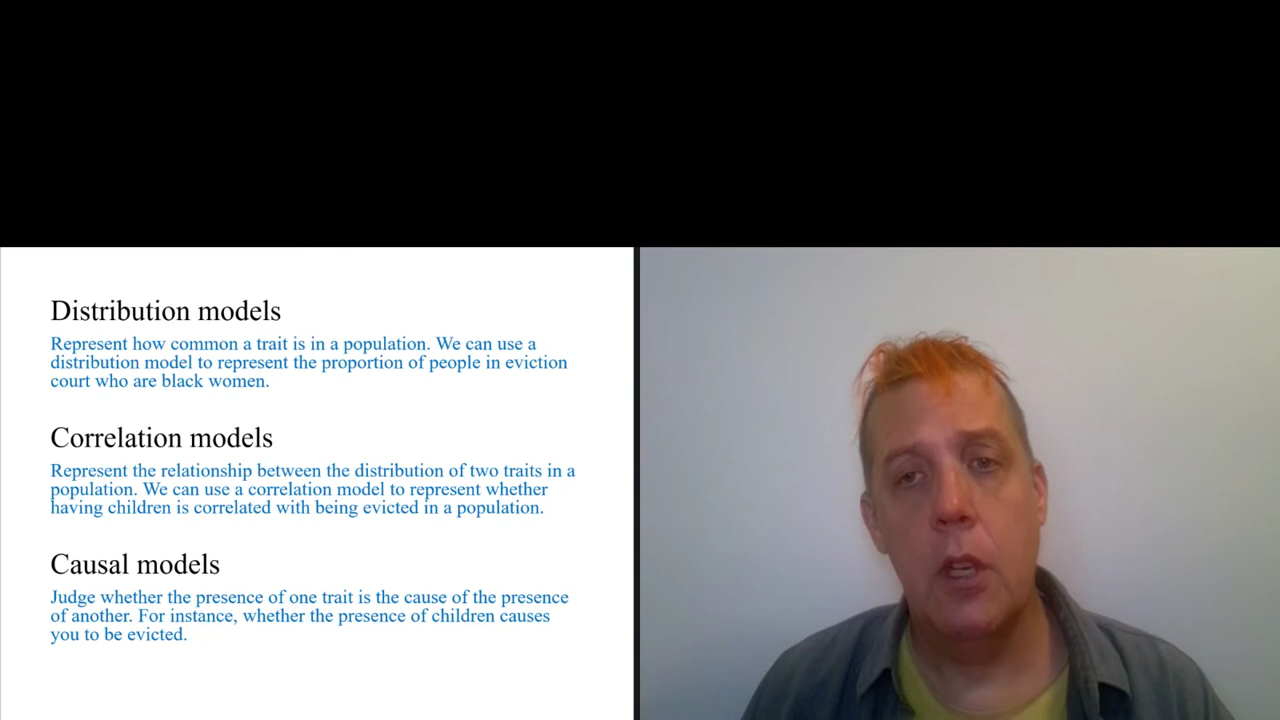 Distribution models
Represent how common a trait is in a population. We can use a
distribution model to represent the proportion of people in eviction
court who are black women.
Correlation models
Represent the relationship between the distribution of two traits in a
population. We can use a correlation model to represent whether
having children is correlated with being evicted in a population.
Causal models
Judge whether the presence of one trait is the cause of the presence
of another. For instance, whether the presence of children causes
you to be evicted.